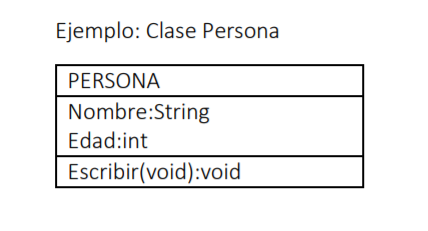 Ejemplo: Clase Persona
PERSONA
Nombre:String
Edad:int
Escribir(void):void